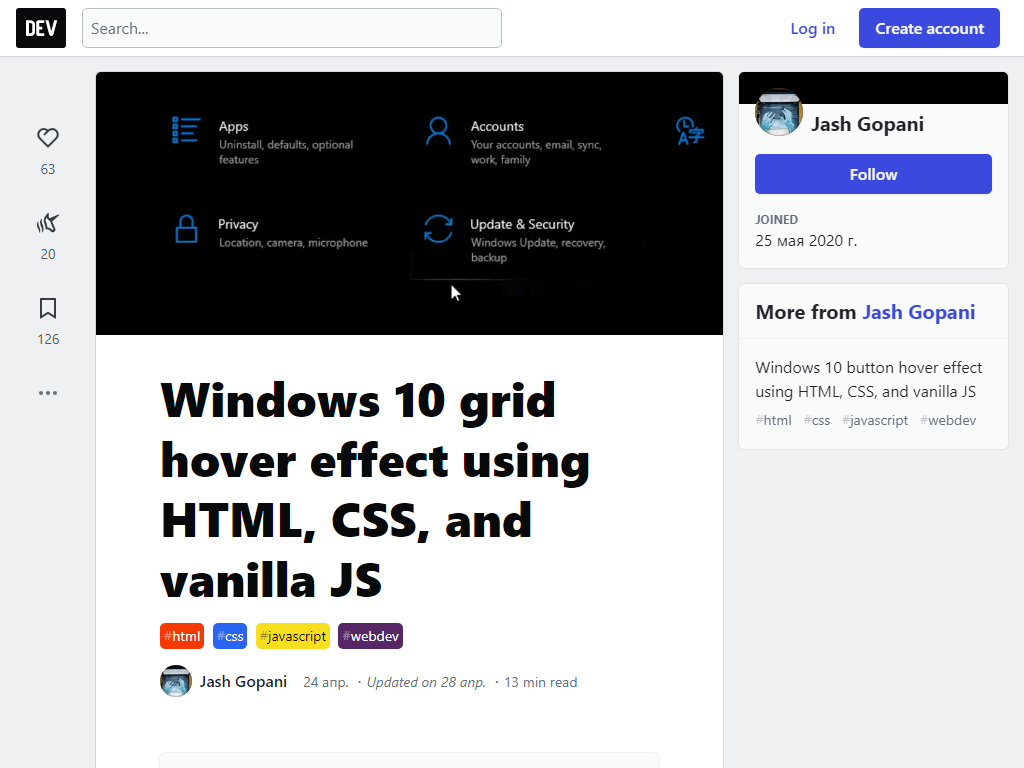 DEV
Search...
Log in
Create account
63
20
126
Apps
Uninstall, defaults, optional
features
Accounts
Your accounts, email, sync,
work, family
A字
Privacy
Location, camera, microphone
Update & Security
Windows Update, recovery,
backup
Windows 10 grid
hover effect using
HTML, CSS, and
vanilla JS
#html #css #javascript #webdev
Jash Gopani 24 апр. · Updated on 28 апр. · 13 min read
Jash Gopani
Follow
JOINED
25 мая 2020 г.
More from Jash Gopani
Windows 10 button hover effect
using HTML, CSS, and vanilla JS
#html #css #javascript #webdev